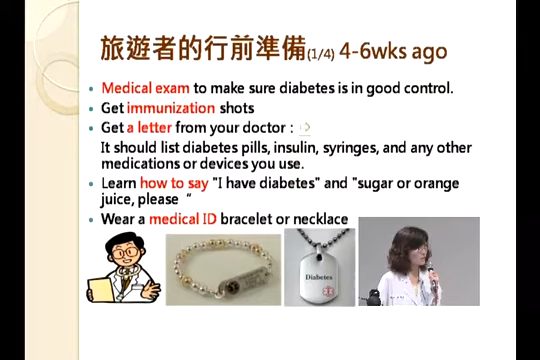 旅遊者的行前準備(1/4) 4-6wks ago
Medical exam to make sure diabetes is in good control.
Get immunization shots
Get a letter from your doctor：
It should list diabetes pills, insulin, syringes, and any other
medications or devices you use.
Learn how to say "I have diabetes" and "sugar or orange
juice, please “
Wear a medical ID bracelet or necklace
Diabetes